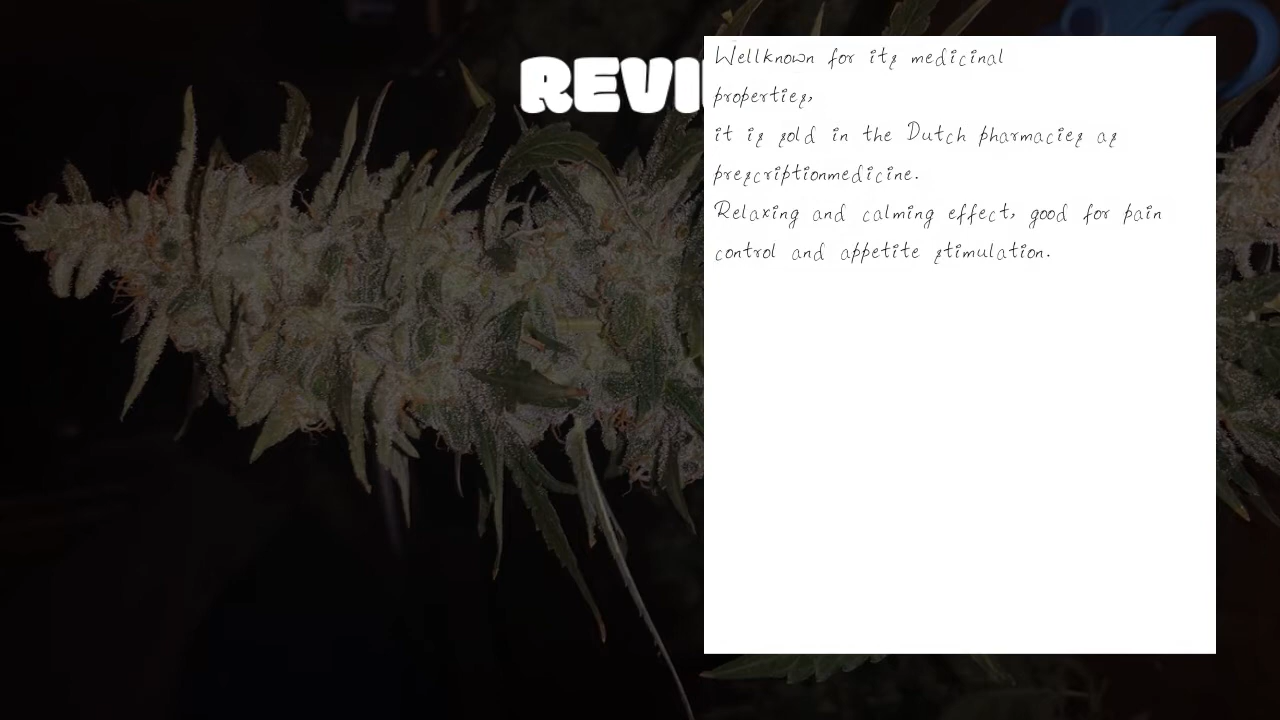 REVI
Wellknown for its medicinal
properties,
it is sold in the Dutch pharmacies as
prescriptionmedicine.
Relaxing and calming effect, good for pain
control and appetite stimulation.